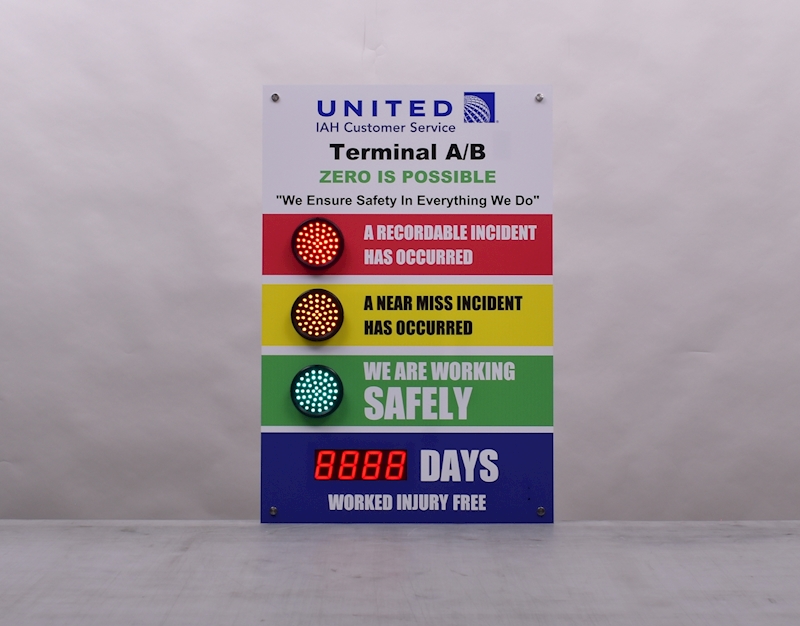 UNITED
IAH Customer Service
Terminal A/B
ZERO IS POSSIBLE
"We Ensure Safety In Everything We Do"
A RECORDABLE INCIDENT
HAS OCCURRED
A NEAR MISS INCIDENT
HAS OCCURRED
WE ARE WORKING
SAFELY
8888 DAYS
WORKED INJURY FREE